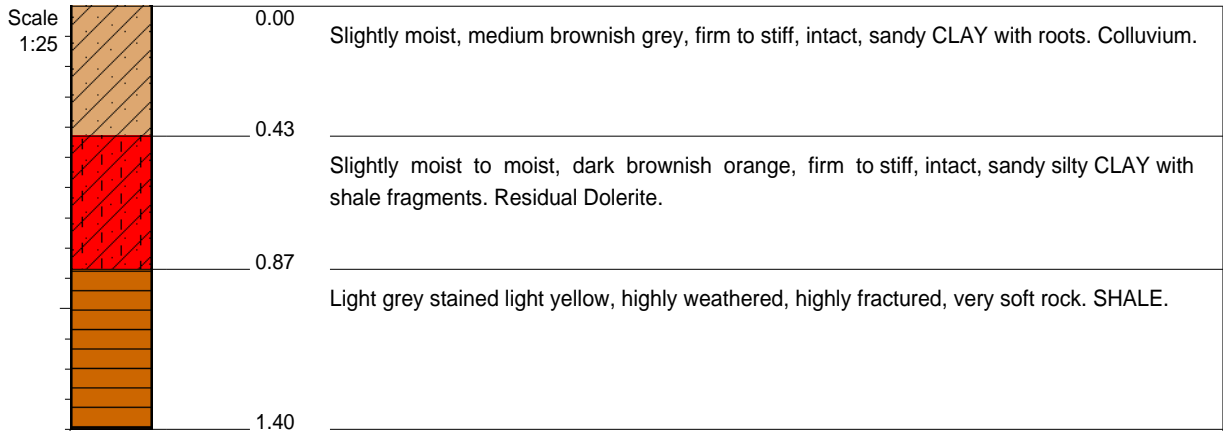 Scale
1:25
0.00
Slightly moist, medium brownish grey, firm to stiff, intact, sandy CLAY with roots. Colluvium.
0.43
Slightly moist to moist, dark brownish orange, firm to stiff, intact, sandy silty CLAY with
shale fragments. Residual Dolerite.
0.87
Light grey stained light yellow, highly weathered, highly fractured, very soft rock. SHALE.
1.40